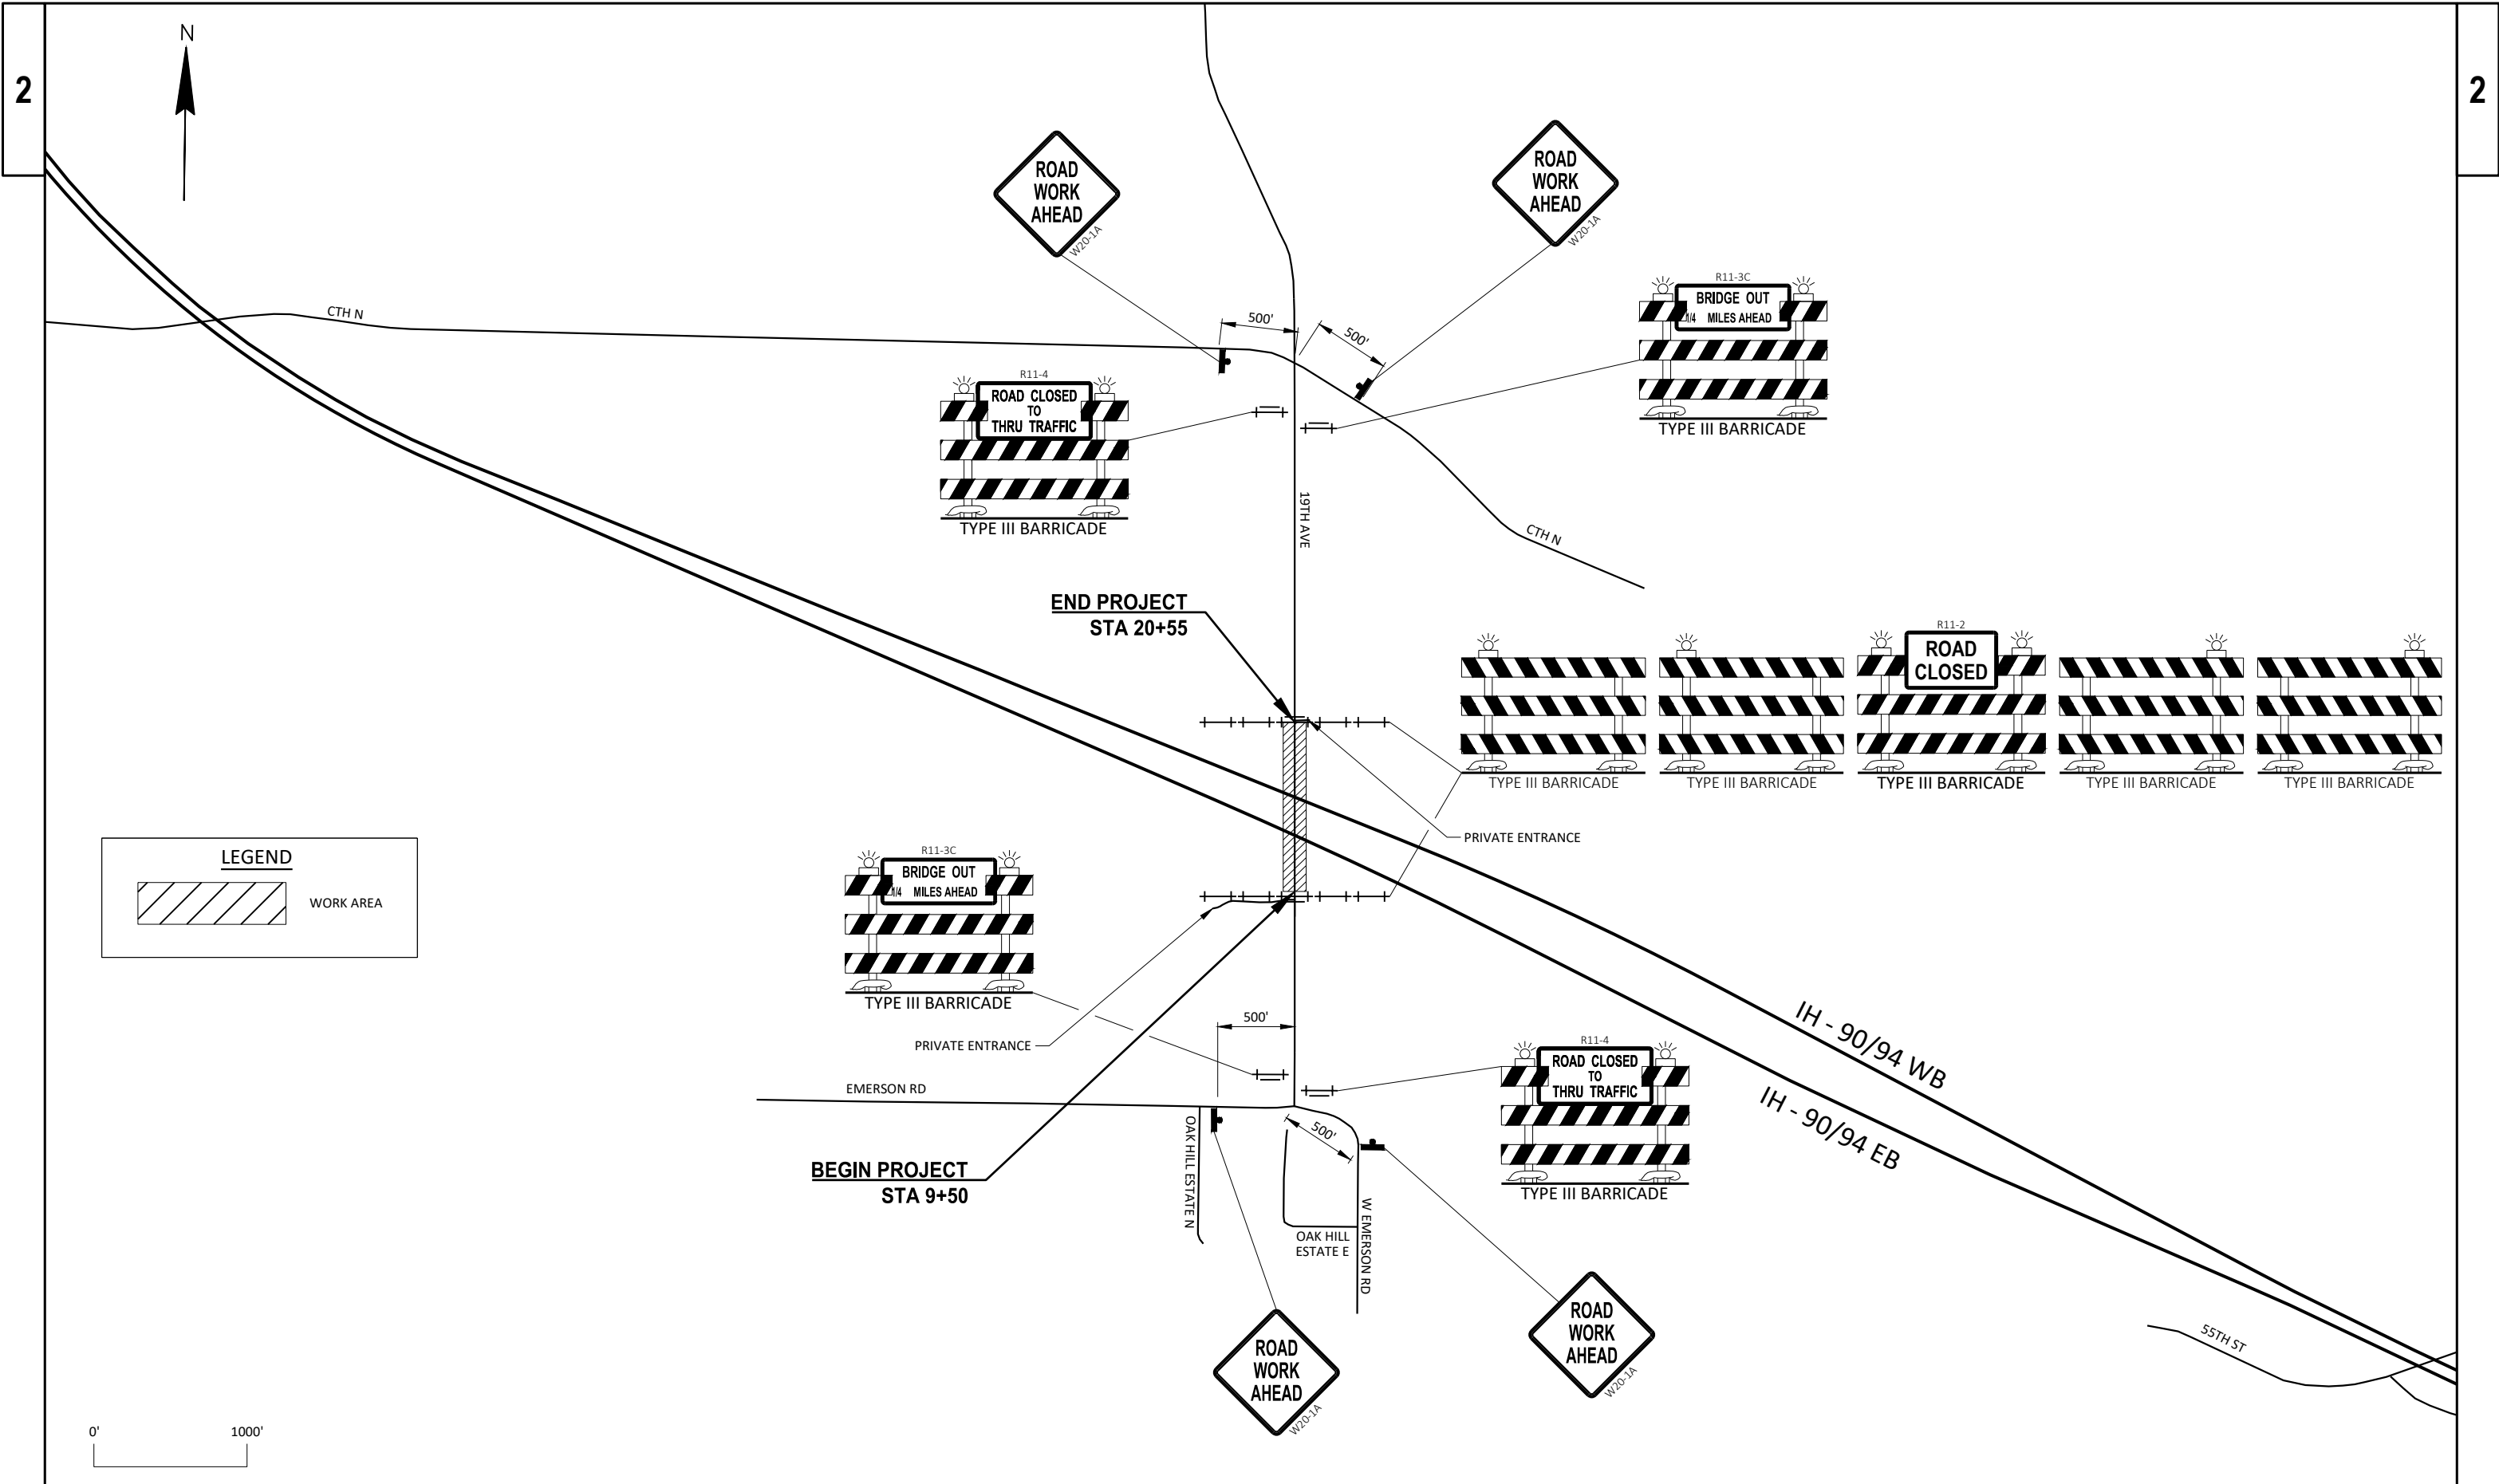 2
2
N
ROAD
WORK
AHEAD
W20-1A
ROAD
WORK
AHEAD
W20-1A
R11-3C
BRIDGE OUT
1/4 MILES AHEAD
TYPE III BARRICADE
CTH N
500'
500'
R11-4
ROAD CLOSED
TO
THRU TRAFFIC
TYPE III BARRICADE
19TH AVE
CTH N
END PROJECT
STA 20+55
R11-2
ROAD
CLOSED
TYPE III BARRICADE
TYPE III BARRICADE
TYPE III BARRICADE
TYPE III BARRICADE
TYPE III BARRICADE
PRIVATE ENTRANCE
LEGEND
WORK AREA
R11-3C
BRIDGE OUT
1/4 MILES AHEAD
TYPE III BARRICADE
PRIVATE ENTRANCE
500'
EMERSON RD
R11-4
ROAD CLOSED
TO
THRU TRAFFIC
TYPE III BARRICADE
IH - 90/94 WB
IH - 90/94 EB
500'
OAK HILL ESTATE N
BEGIN PROJECT
STA 9+50
OAK HILL
ESTATE E
W EMERSON RD
ROAD
WORK
AHEAD
W20-1A
ROAD
WORK
AHEAD
W20-1A
55TH ST
0'
1000'